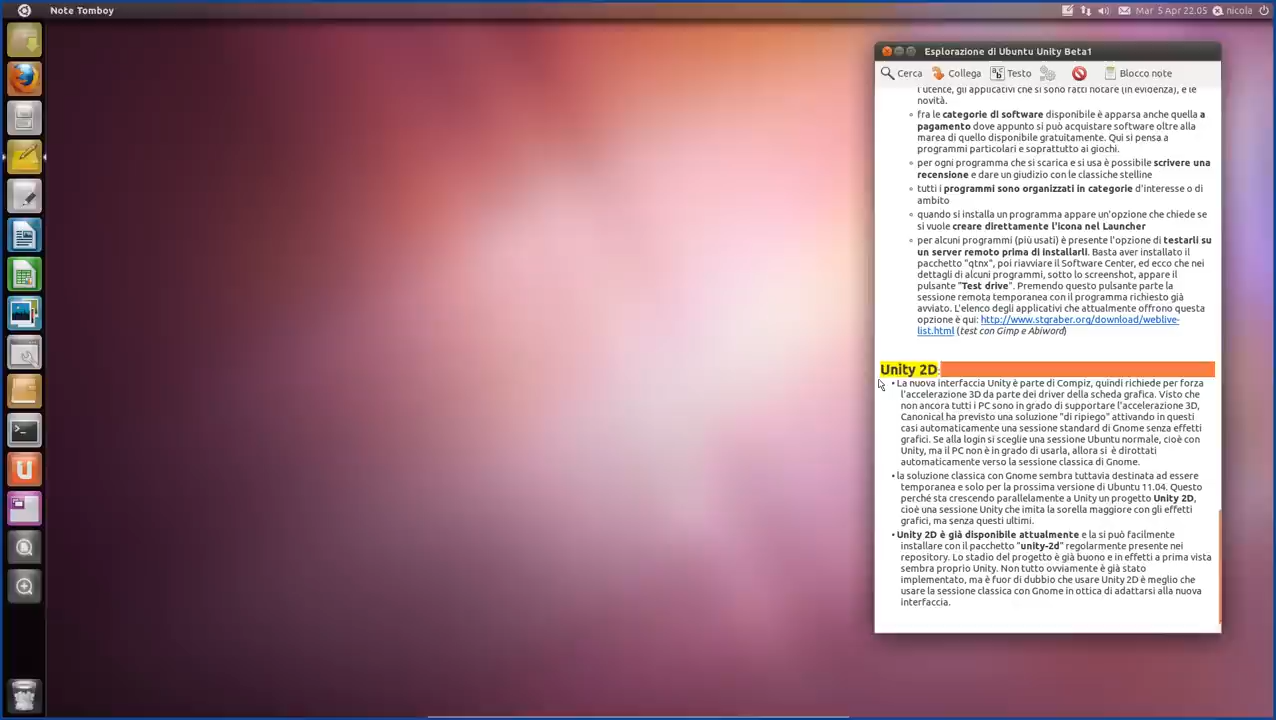 Note Tomboy
Mar 5 Apr 22.05
nicola
Esplorazione di Ubuntu Unity Beta1
Cerca
Collega
Testo
Blocco note
l'utente, gli applicativi che si sono fatti notare (in evidenza), e le
novità.
fra le categorie di software disponibile è apparsa anche quella a
pagamento dove appunto si può acquistare software oltre alla
marea di quello disponibile gratuitamente. Qui si pensa a
programmi particolari e soprattutto ai giochi.
per ogni programma che si scarica e si usa è possibile scrivere una
recensione e dare un giudizio con le classiche stelline
tutti i programmi sono organizzati in categorie d'interesse o di
ambito
quando si installa un programma appare un'opzione che chiede se
si vuole creare direttamente l'icona nel Launcher
per alcuni programmi (più usati) è presente l'opzione di testarli su
un server remoto prima di installarli. Basta aver installato il
pacchetto "qtnx", poi riavviare il Software Center, ed ecco che nei
dettagli di alcuni programmi, sotto lo screenshot, appare il
pulsante "Test drive". Premendo questo pulsante parte la
sessione remota temporanea con il programma richiesto già
avviato. L'elenco degli applicativi che attualmente offrono questa
opzione è qui: http://www.stgraber.org/download/weblive-
list.html (test con Gimp e Abiword)
Unity 2D:
• La nuova interfaccia Unity è parte di Compiz, quindi richiede per forza
l'accelerazione 3D da parte dei driver della scheda grafica. Visto che
non ancora tutti i PC sono in grado di supportare l'accelerazione 3D,
Canonical ha previsto una soluzione "di ripiego" attivando in questi
casi automaticamente una sessione standard di Gnome senza effetti
grafici. Se alla login si sceglie una sessione Ubuntu normale, cioè con
Unity, ma il PC non è in grado di usarla, allora si è dirottati
automaticamente verso la sessione classica di Gnome.
• la soluzione classica con Gnome sembra tuttavia destinata ad essere
temporanea e solo per la prossima versione di Ubuntu 11.04. Questo
perché sta crescendo parallelamente a Unity un progetto Unity 2D,
cioè una sessione Unity che imita la sorella maggiore con gli effetti
grafici, ma senza questi ultimi.
• Unity 2D è già disponibile attualmente e la si può facilmente
installare con il pacchetto "unity-2d" regolarmente presente nei
repository. Lo stadio del progetto è già buono e in effetti a prima vista
sembra proprio Unity. Non tutto ovviamente è già stato
implementato, ma è fuor di dubbio che usare Unity 2D è meglio che
usare la sessione classica con Gnome in ottica di adattarsi alla nuova
interfaccia.